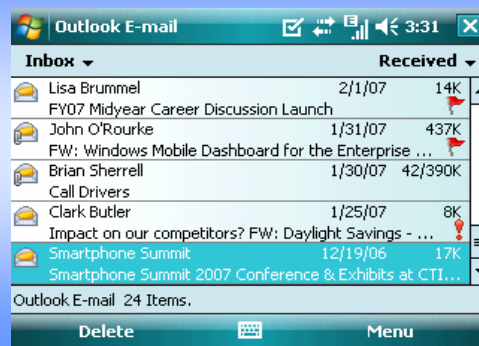 Outlook E-mail E 3:31
Inbox Received
Lisa Brummel 2/1/07 14K
FY07 Midyear Career Discussion Launch
John O'Rourke 1/31/07 437K
FW: Windows Mobile Dashboard for the Enterprise ...
Brian Sherrell 1/30/07 42/390K
Call Drivers
Clark Butler 1/25/07 8K
Impact on our competitors? FW: Daylight Savings - ...
Smartphone Summit 12/19/06 17K
Smartphone Summit 2007 Conference & Exhibits at CTI...
Outlook E-mail 24 Items.
Delete Menu